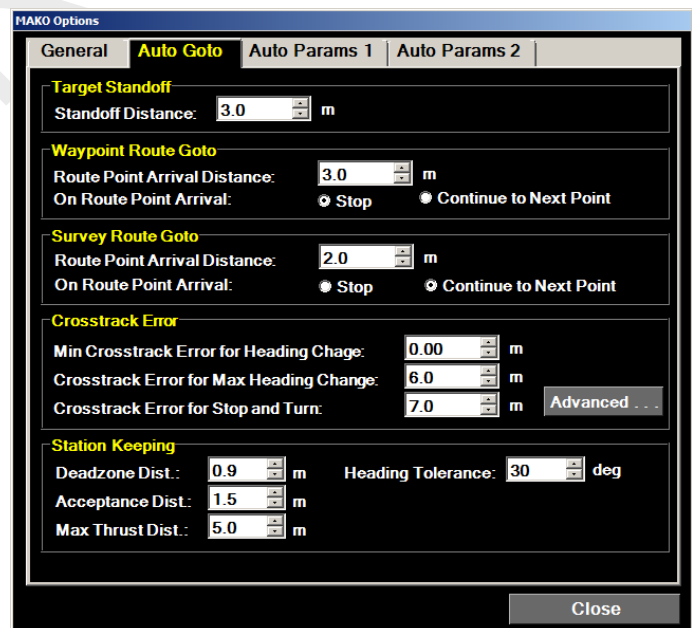 MAKO Options
General Auto Goto Auto Params 1 Auto Params 2
Target Standoff
Standoff Distance: 3.0 m
Waypoint Route Goto
Route Point Arrival Distance: 3.0 m
On Route Point Arrival: Stop Continue to Next Point
Survey Route Goto
Route Point Arrival Distance: 2.0 m
On Route Point Arrival: Stop Continue to Next Point
Crosstrack Error
Min Crosstrack Error for Heading Chage: 0.00 m
Crosstrack Error for Max Heading Change: 6.0 m
Crosstrack Error for Stop and Turn: 7.0 m Advanced . . .
Station Keeping
Deadzone Dist.: 0.9 m Heading Tolerance: 30 deg
Acceptance Dist.: 1.5 m
Max Thrust Dist.: 5.0 m
Close